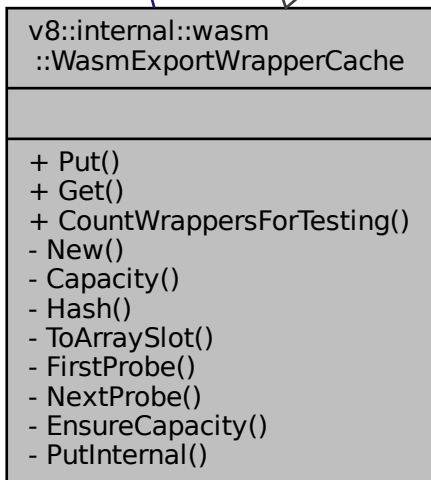 v8::internal::wasm
::WasmExportWrapperCache
+ Put()
+ Get()
+ CountWrappersForTesting()
- New()
- Capacity()
- Hash()
- ToArraySlot()
- FirstProbe()
- NextProbe()
- EnsureCapacity()
- PutInternal()